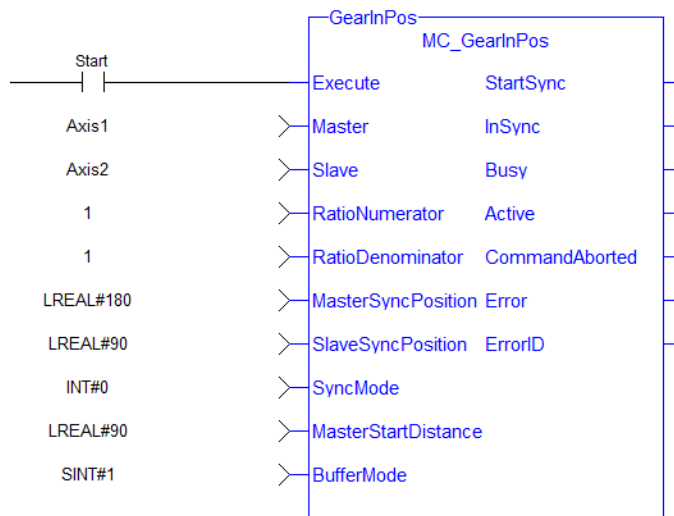 GearInPos
MC_GearInPos
Start
Execute StartSync
Axis1 Master InSync
Axis2 Slave Busy
1 RatioNumerator Active
1 RatioDenominator CommandAborted
LREAL#180 MasterSyncPosition Error
LREAL#90 SlaveSyncPosition ErrorID
INT#0 SyncMode
LREAL#90 MasterStartDistance
SINT#1 BufferMode